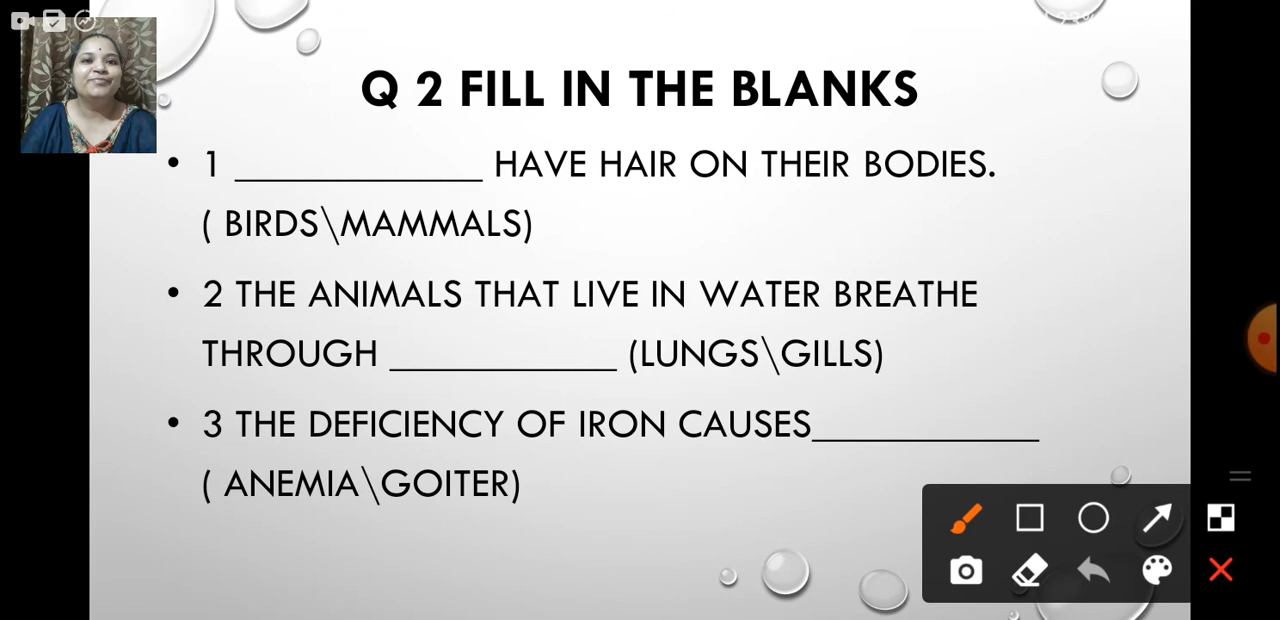 Q 2 FILL IN THE BLANKS
• 1 _____________ HAVE HAIR ON THEIR BODIES.
( BIRDS\MAMMALS)
• 2 THE ANIMALS THAT LIVE IN WATER BREATHE
THROUGH ____________ (LUNGS\GILLS)
• 3 THE DEFICIENCY OF IRON CAUSES____________
( ANEMIA\GOITER)